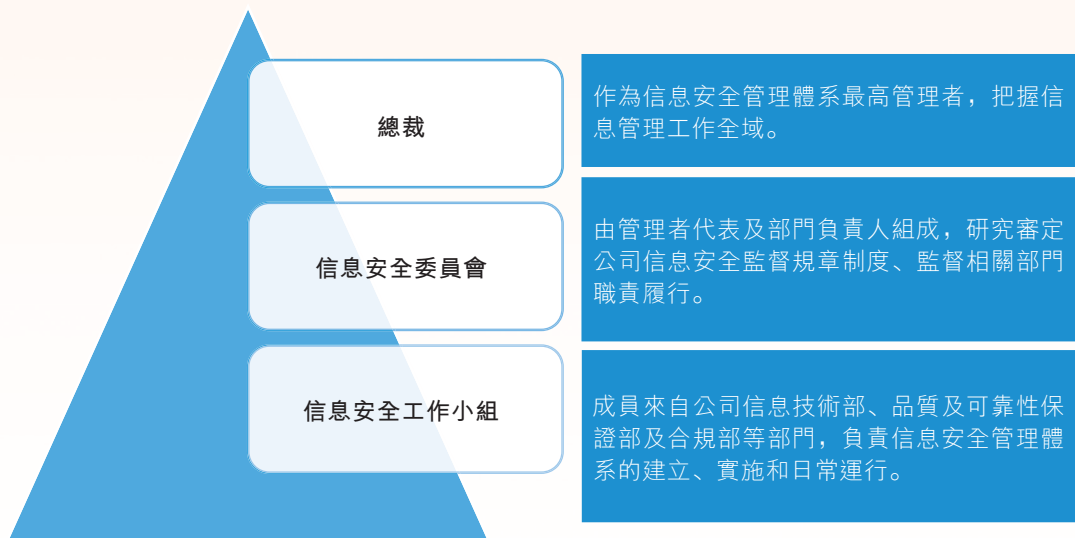 總裁
作為信息安全管理體系最高管理者，把握信
息管理工作全域。
信息安全委員會
由管理者代表及部門負責人組成，研究審定
公司信息安全監督規章制度、監督相關部門
職責履行。
信息安全工作小組
成員來自公司信息技術部、品質及可靠性保
證部及合規部等部門，負責信息安全管理體
系的建立、實施和日常運行。